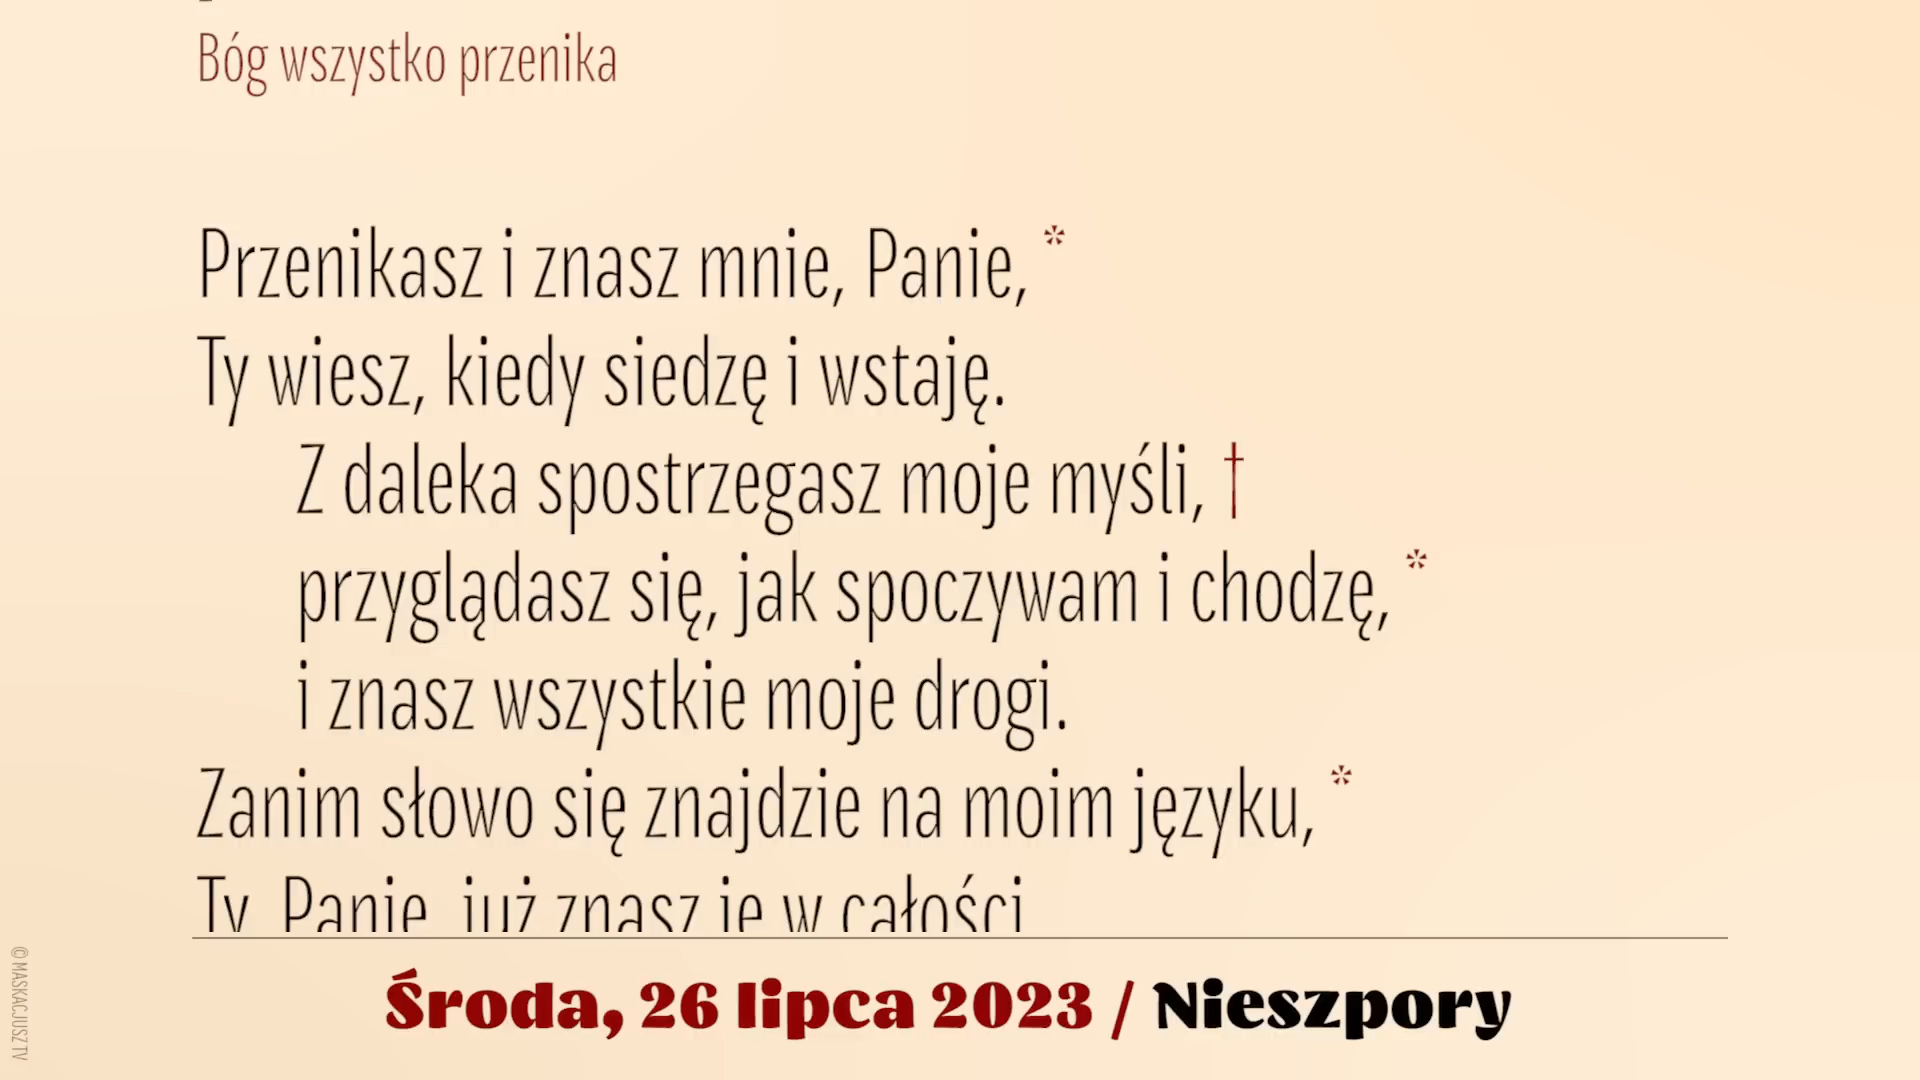 Bóg wszystko przenika
Przenikasz i znasz mnie, Panie, *
Ty wiesz, kiedy siedzę i wstaję.
Z daleka spostrzegasz moje myśli, †
przyglądasz się, jak spoczywam i chodzę, *
i znasz wszystkie moje drogi.
Zanim słowo się znajdzie na moim języku, *
Ty, Panie, już znasz je w całości
Środa, 26 lipca 2023 / Nieszpory
© MASKACJUSZ TV